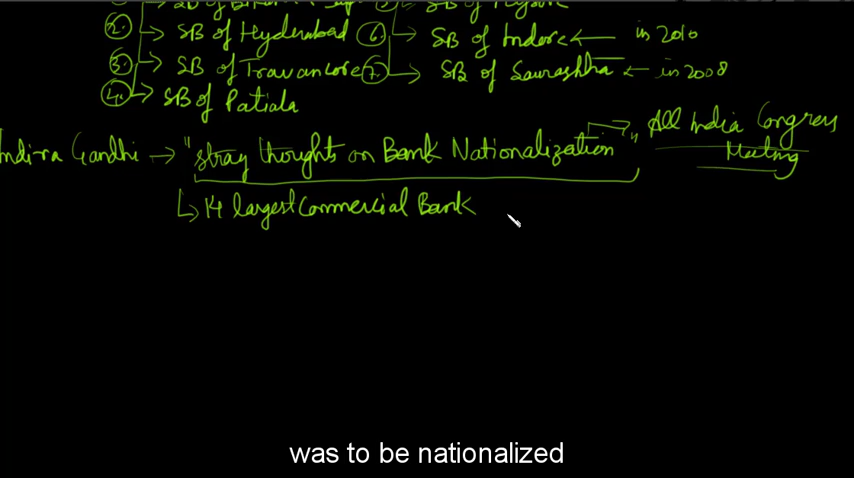 2. → SB of Hyderabad 6. → SB of Indore ← in 2010
3. → SB of Travancore 7. → SB of Saurashtra ← in 2008
4. → SB of Patiala
Indira Gandhi → "stray thoughts on Bank Nationalization" → All India Congress Meeting
↳ 14 largest Commercial Bank
was to be nationalized